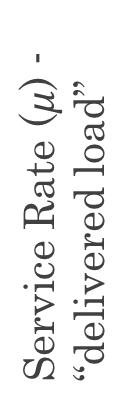 Service Rate (μ) -
“delivered load”